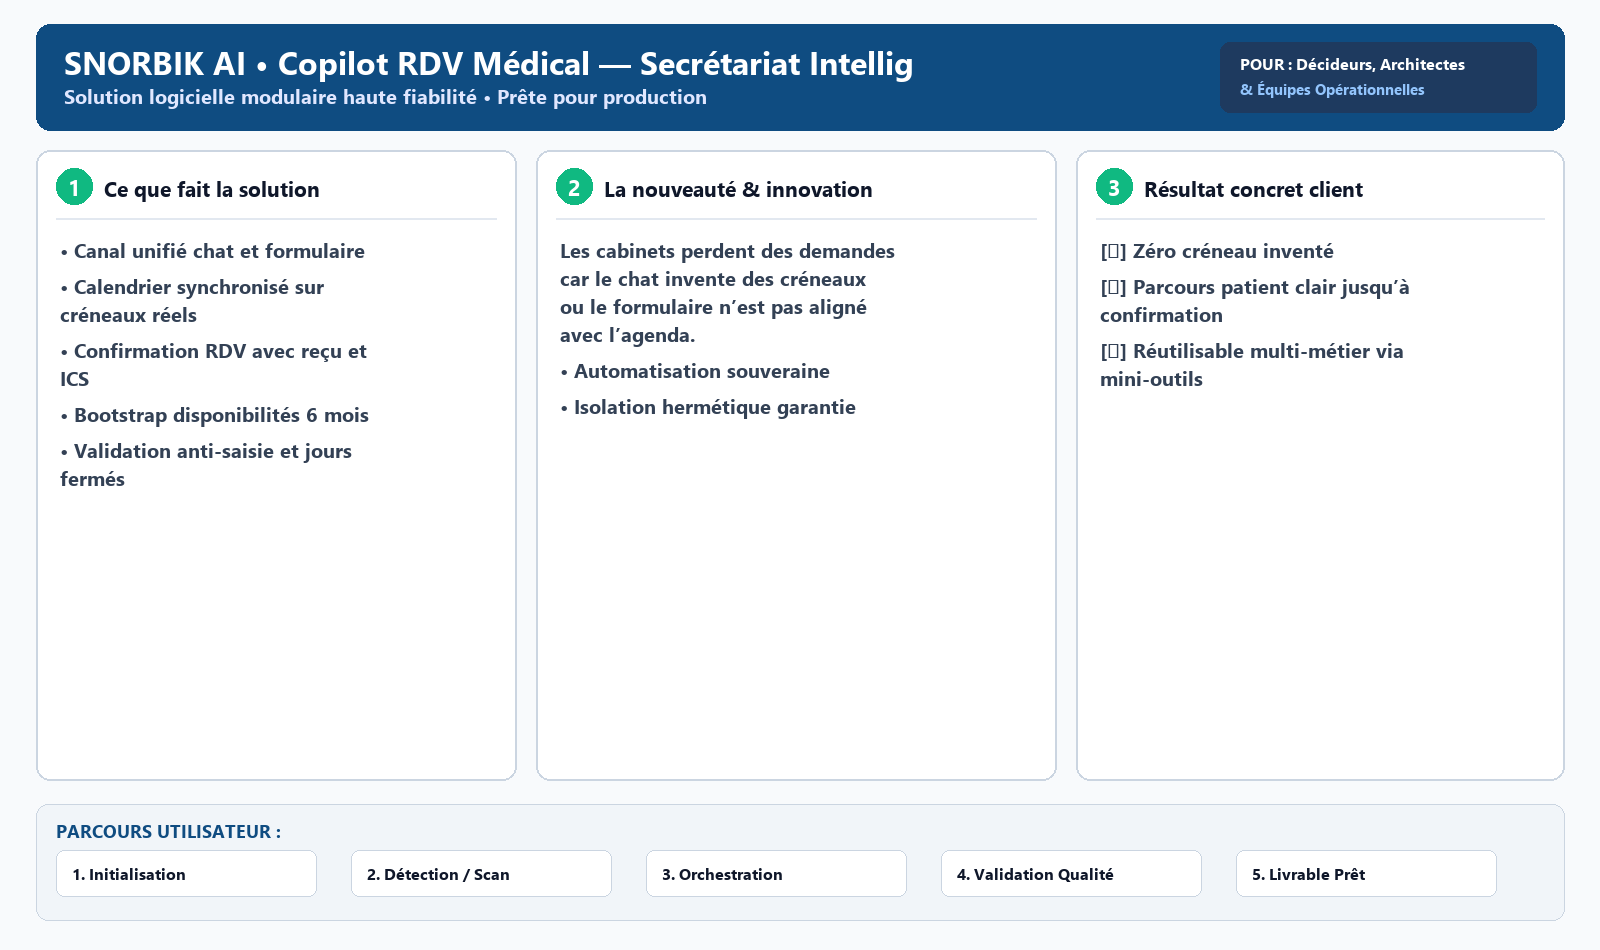 SNORBIK AI • Copilot RDV Médical — Secrétariat Intellig
Solution logicielle modulaire haute fiabilité • Prête pour production
POUR : Décideurs, Architectes
& Équipes Opérationnelles
1 Ce que fait la solution
• Canal unifié chat et formulaire
• Calendrier synchronisé sur
créneaux réels
• Confirmation RDV avec reçu et
ICS
• Bootstrap disponibilités 6 mois
• Validation anti-saisie et jours
fermés
2 La nouveauté & innovation
Les cabinets perdent des demandes
car le chat invente des créneaux
ou le formulaire n’est pas aligné
avec l’agenda.
• Automatisation souveraine
• Isolation hermétique garantie
3 Résultat concret client
[▯] Zéro créneau inventé
[▯] Parcours patient clair jusqu’à
confirmation
[▯] Réutilisable multi-métier via
mini-outils
PARCOURS UTILISATEUR :
1. Initialisation
2. Détection / Scan
3. Orchestration
4. Validation Qualité
5. Livrable Prêt